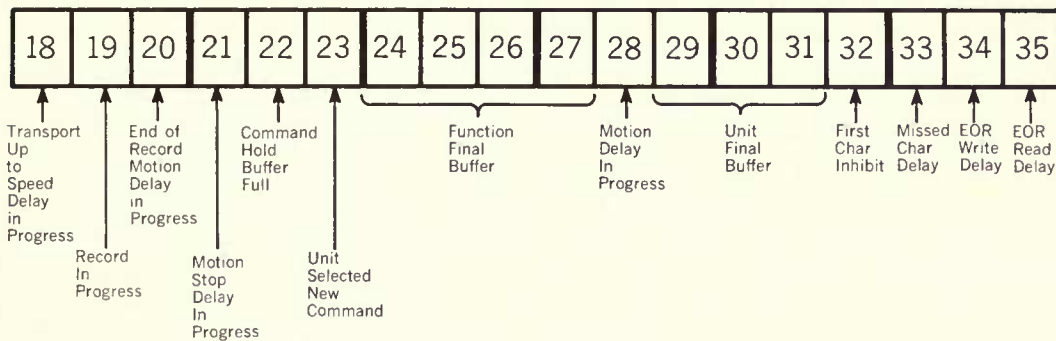 18 19 20 21 22 23 24 25 26 27 28 29 30 31 32 33 34 35
Transport
Up
to
Speed
Delay
in
Progress
Record
In
Progress
End of
Record
Motion
Delay
in
Progress
Motion
Stop
Delay
In
Progress
Command
Hold
Buffer
Full
Unit
Selected
New
Command
Function
Final
Buffer
Motion
Delay
In
Progress
Unit
Final
Buffer
First
Char
Inhibit
Missed
Char
Delay
EOR
Write
Delay
EOR
Read
Delay